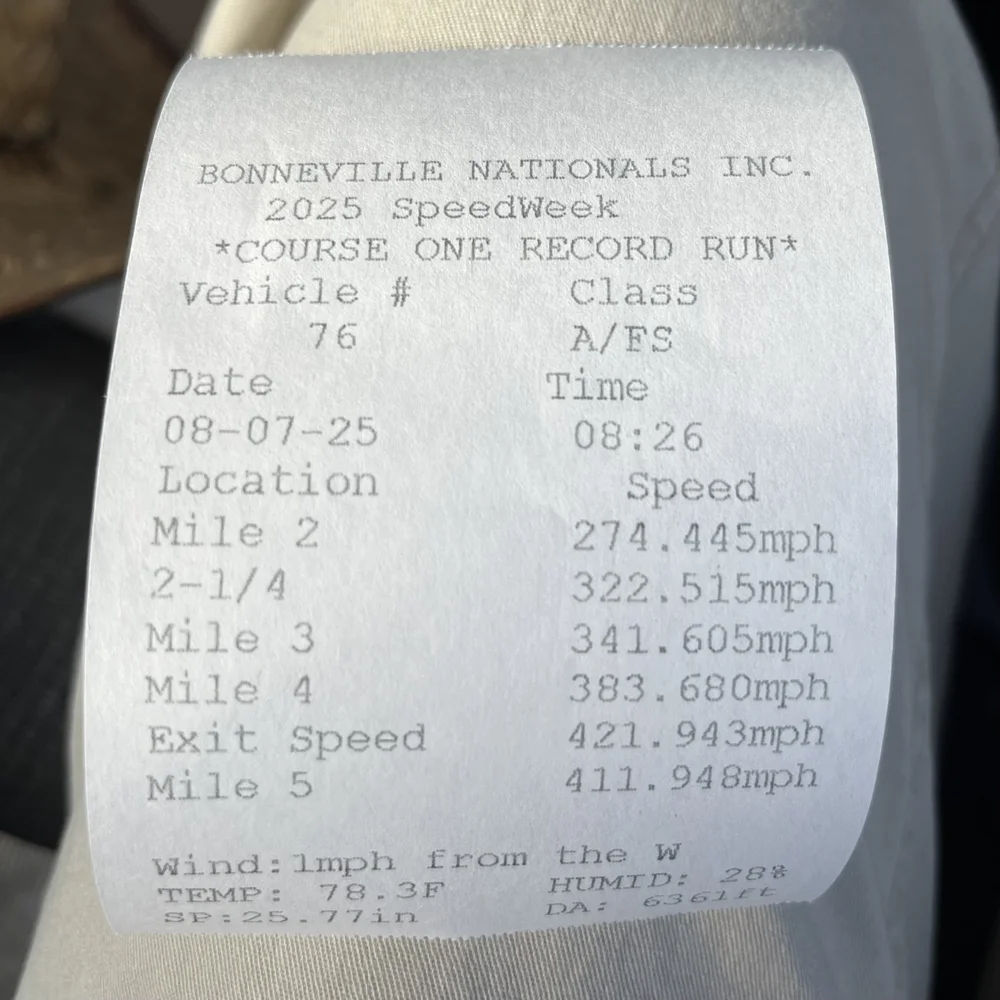 BONNEVILLE NATIONALS INC.
2025 SpeedWeek
*COURSE ONE RECORD RUN*
Vehicle # Class
76 A/FS
Date Time
08-07-25 08:26
Location Speed
Mile 2 274.445mph
2-1/4 322.515mph
Mile 3 341.605mph
Mile 4 383.680mph
Exit Speed 421.943mph
Mile 5 411.948mph
Wind:1mph from the W
TEMP: 78.3F HUMID: 28%
SP:25.77in DA: 6361ft